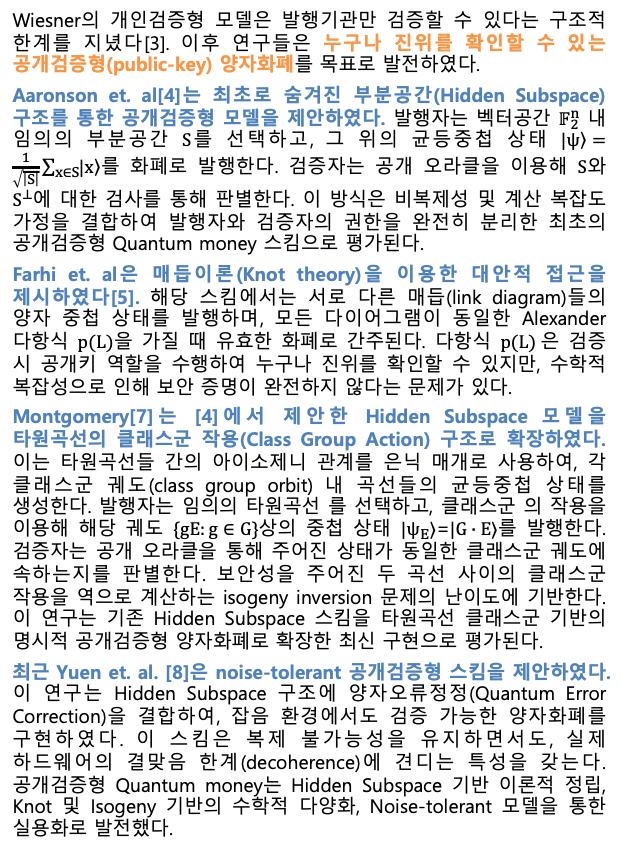 Wiesner의 개인검증형 모델은 발행기관만 검증할 수 있다는 구조적
한계를 지녔다[3]. 이후 연구들은 누구나 진위를 확인할 수 있는
공개검증형(public-key) 양자화폐를 목표로 발전하였다.
Aaronson et. al[4]는 최초로 숨겨진 부분공간(Hidden Subspace)
구조를 통한 공개검증형 모델을 제안하였다. 발행자는 벡터공간 𝔽₂ⁿ 내
임의의 부분공간 S를 선택하고, 그 위의 균등중첩 상태 |ψ⟩ =
1/√|S| ∑x∈S|x⟩를 화폐로 발행한다. 검증자는 공개 오라클을 이용해 S와
S⊥에 대한 검사를 통해 판별한다. 이 방식은 비복제성 및 계산 복잡도
가정을 결합하여 발행자와 검증자의 권한을 완전히 분리한 최초의
공개검증형 Quantum money 스킴으로 평가된다.
Farhi et. al은 매듭이론(Knot theory)을 이용한 대안적 접근을
제시하였다[5]. 해당 스킴에서는 서로 다른 매듭(link diagram)들의
양자 중첩 상태를 발행하며, 모든 다이어그램이 동일한 Alexander
다항식 p(L)을 가질 때 유효한 화폐로 간주된다. 다항식 p(L) 은 검증
시 공개키 역할을 수행하여 누구나 진위를 확인할 수 있지만, 수학적
복잡성으로 인해 보안 증명이 완전하지 않다는 문제가 있다.
Montgomery[7]는 [4]에서 제안한 Hidden Subspace 모델을
타원곡선의 클래스군 작용(Class Group Action) 구조로 확장하였다.
이는 타원곡선들 간의 아이소제니 관계를 은닉 매개로 사용하여, 각
클래스군 궤도(class group orbit) 내 곡선들의 균등중첩 상태를
생성한다. 발행자는 임의의 타원곡선 를 선택하고, 클래스군 의 작용을
이용해 해당 궤도 {gE: g ∈ G}상의 중첩 상태 |ψE⟩=|G · E⟩를 발행한다.
검증자는 공개 오라클을 통해 주어진 상태가 동일한 클래스군 궤도에
속하는지를 판별한다. 보안성을 주어진 두 곡선 사이의 클래스군
작용을 역으로 계산하는 isogeny inversion 문제의 난이도에 기반한다.
이 연구는 기존 Hidden Subspace 스킴을 타원곡선 클래스군 기반의
명시적 공개검증형 양자화폐로 확장한 최신 구현으로 평가된다.
최근 Yuen et. al. [8]은 noise-tolerant 공개검증형 스킴을 제안하였다.
이 연구는 Hidden Subspace 구조에 양자오류정정(Quantum Error
Correction)을 결합하여, 잡음 환경에서도 검증 가능한 양자화폐를
구현하였다. 이 스킴은 복제 불가능성을 유지하면서도, 실제
하드웨어의 결맞음 한계(decoherence)에 견디는 특성을 갖는다.
공개검증형 Quantum money는 Hidden Subspace 기반 이론적 정립,
Knot 및 Isogeny 기반의 수학적 다양화, Noise-tolerant 모델을 통한
실용화로 발전했다.